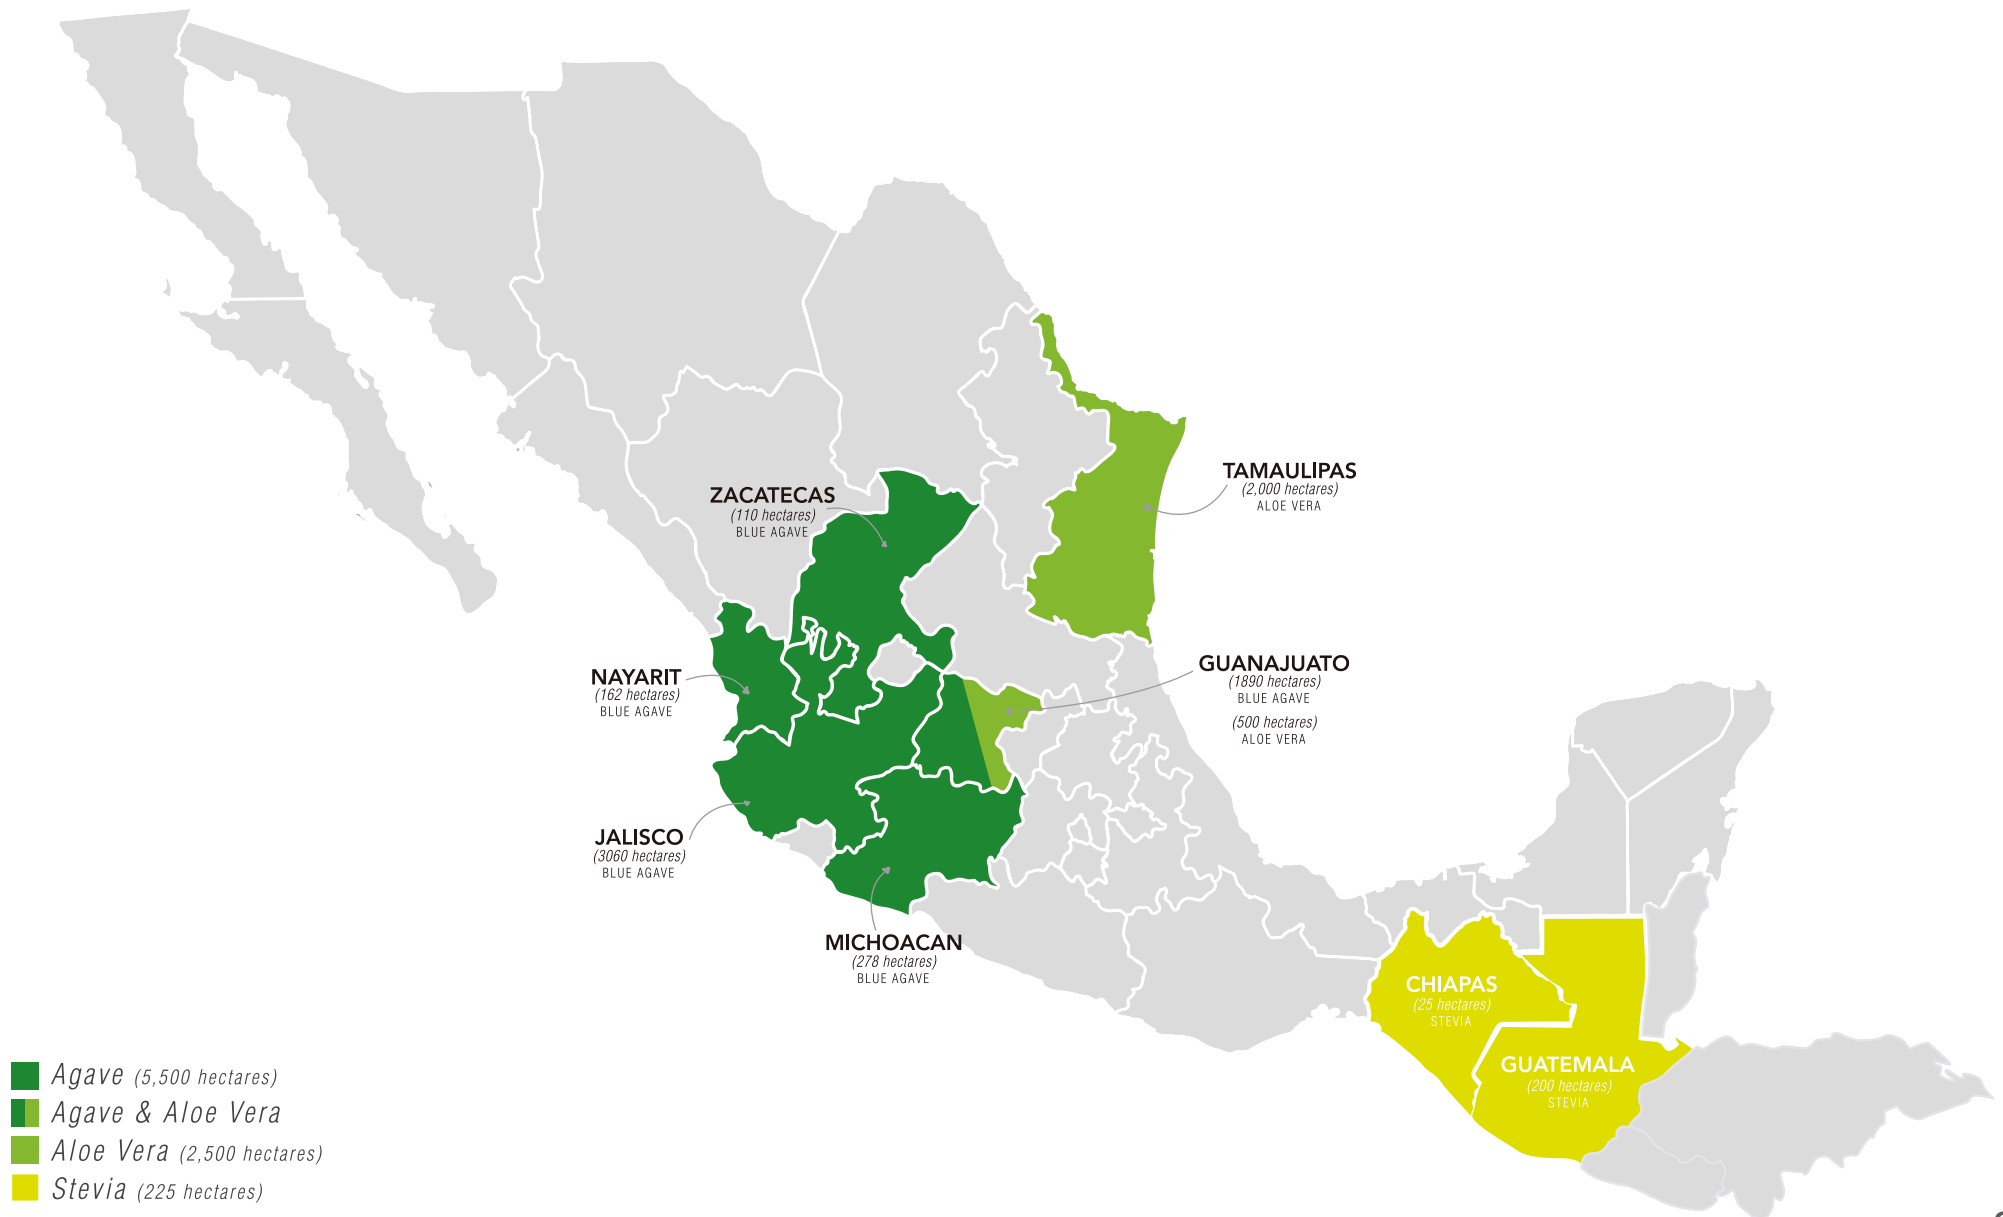 TAMAULIPAS
(2,000 hectares)
ALOE VERA
ZACATECAS
(110 hectares)
BLUE AGAVE
GUANAJUATO
(1890 hectares)
BLUE AGAVE
(500 hectares)
ALOE VERA
NAYARIT
(162 hectares)
BLUE AGAVE
JALISCO
(3060 hectares)
BLUE AGAVE
MICHOACAN
(278 hectares)
BLUE AGAVE
CHIAPAS
(25 hectares)
STEVIA
GUATEMALA
(200 hectares)
STEVIA
Agave (5,500 hectares)
Agave & Aloe Vera
Aloe Vera (2,500 hectares)
Stevia (225 hectares)